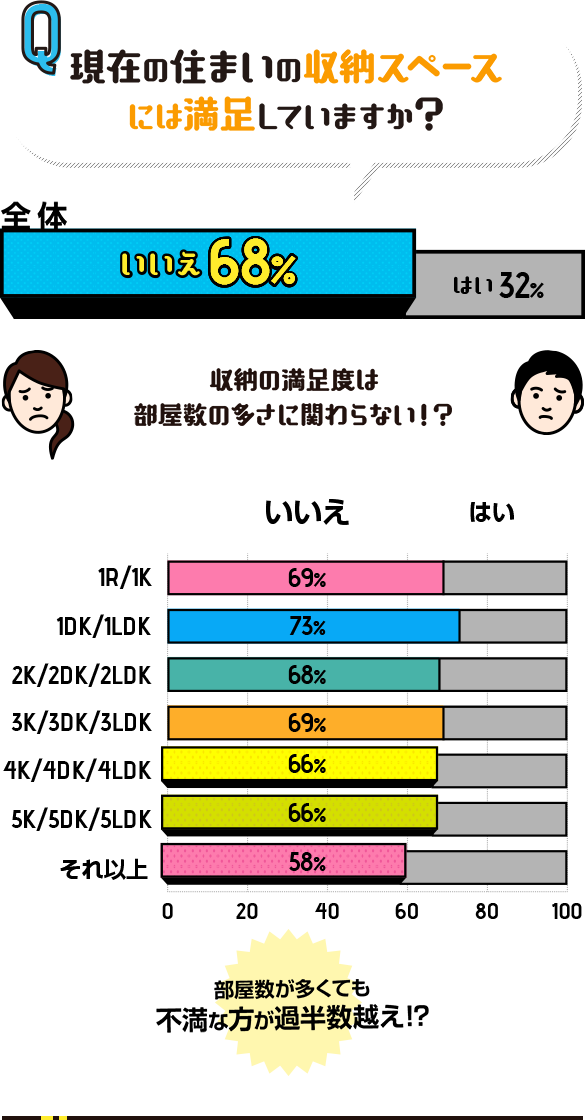 Q 現在の住まいの収納スペース
には満足していますか?
全体
いいえ 68%
はい 32%
収納の満足度は
部屋数の多さに関わらない!?
いいえ はい
1R/1K 69%
1DK/1LDK 73%
2K/2DK/2LDK 68%
3K/3DK/3LDK 69%
4K/4DK/4LDK 66%
5K/5DK/5LDK 66%
それ以上 58%
0 20 40 60 80 100
部屋数が多くても
不満な方が過半数越え!?